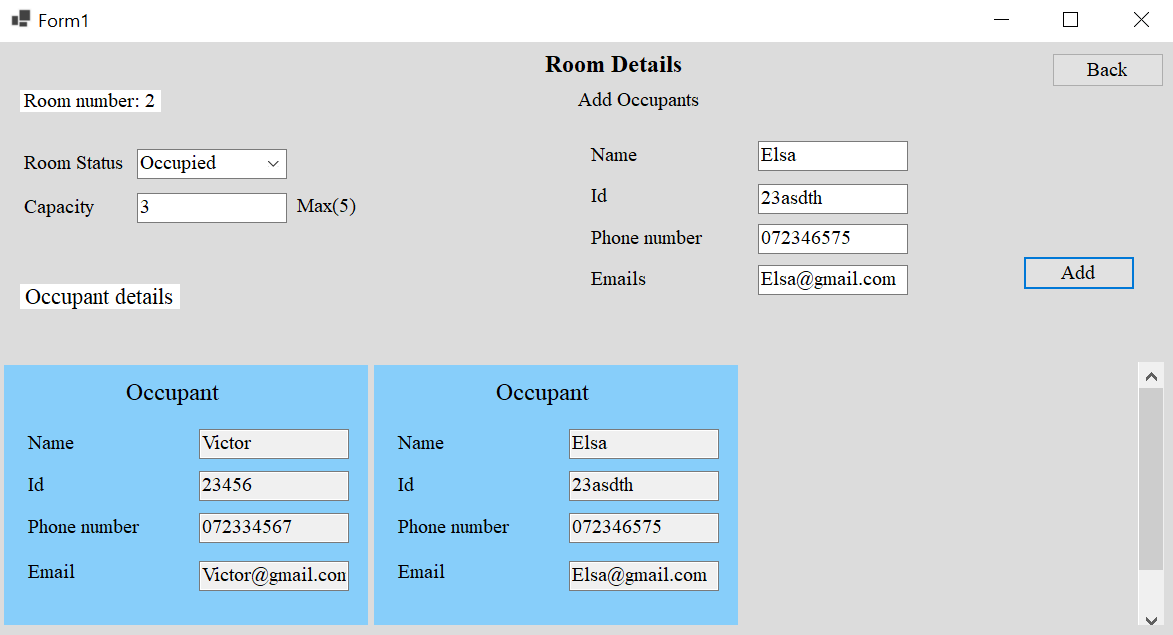 Form1
Room Details
Back
Room number: 2
Add Occupants
Room Status Occupied
Capacity 3 Max(5)
Name Elsa
Id 23asdth
Phone number 072346575
Emails Elsa@gmail.com
Add
Occupant details
Occupant
Name Victor
Id 23456
Phone number 072334567
Email Victor@gmail.con
Occupant
Name Elsa
Id 23asdth
Phone number 072346575
Email Elsa@gmail.com